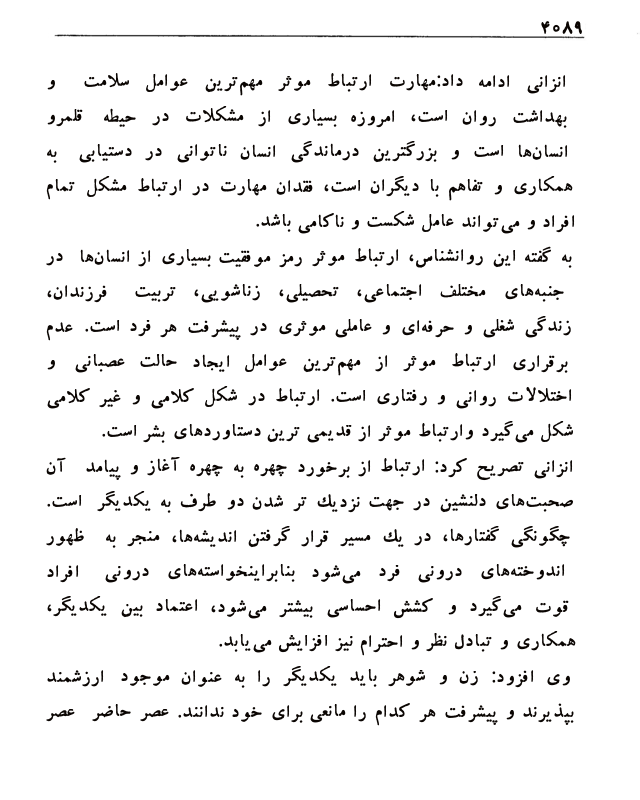 ۴۰۸۹
انزانی ادامه داد:مهارت ارتباط موثر مهم‌ترین عوامل سلامت و
بهداشت روان است، امروزه بسیاری از مشکلات در حیطه قلمرو
انسان‌ها است و بزرگترین درماندگی انسان ناتوانی در دستیابی به
همکاری و تفاهم با دیگران است، فقدان مهارت در ارتباط مشکل تمام
افراد و می‌تواند عامل شکست و ناکامی باشد.
به گفته این روانشناس، ارتباط موثر رمز موفقیت بسیاری از انسان‌ها در
جنبه‌های مختلف اجتماعی، تحصیلی، زناشویی، تربیت فرزندان،
زندگی شغلی و حرفه‌ای و عاملی موثری در پیشرفت هر فرد است. عدم
برقراری ارتباط موثر از مهم‌ترین عوامل ایجاد حالت عصبانی و
اختلالات روانی و رفتاری است. ارتباط در شکل کلامی و غیر کلامی
شکل می‌گیرد وارتباط موثر از قدیمی ترین دستاوردهای بشر است.
انزانی تصریح کرد: ارتباط از برخورد چهره به چهره آغاز و پیامد آن
صحبت‌های دلنشین در جهت نزدیك تر شدن دو طرف به یکدیگر است.
چگونگی گفتارها، در یك مسیر قرار گرفتن اندیشه‌ها، منجر به ظهور
اندوخته‌های درونی فرد می‌شود بنابراینخواسته‌های درونی افراد
قوت می‌گیرد و کشش احساسی بیشتر می‌شود، اعتماد بین یکدیگر،
همکاری و تبادل نظر و احترام نیز افزایش می‌یابد.
وی افزود: زن و شوهر باید یکدیگر را به عنوان موجود ارزشمند
بپذیرند و پیشرفت هر کدام را مانعی برای خود ندانند. عصر حاضر عصر